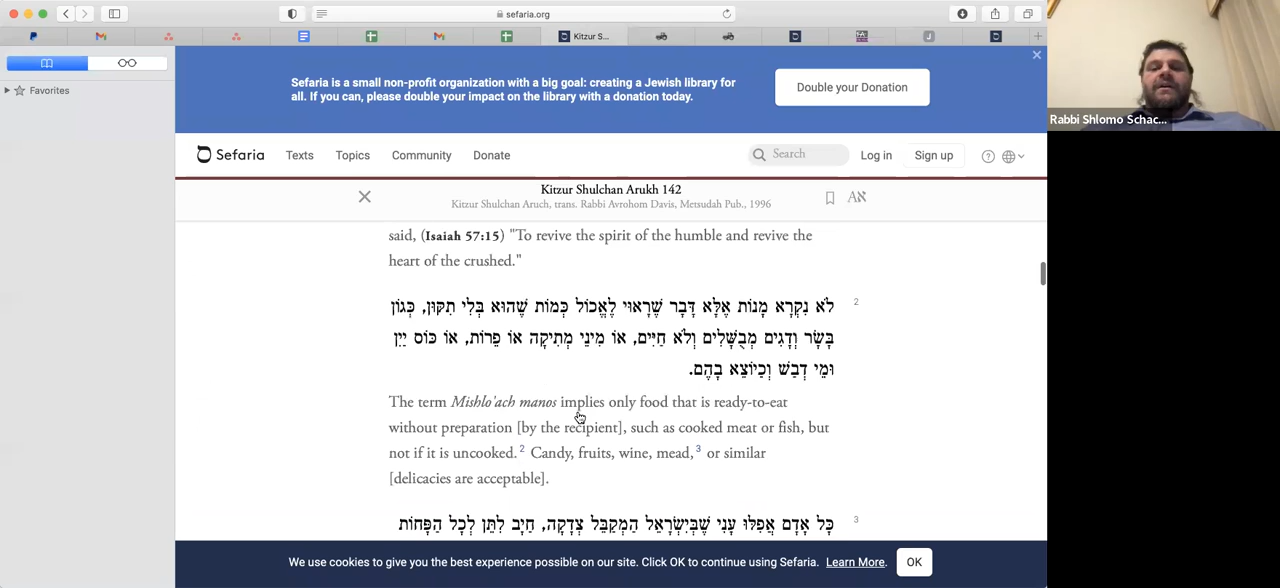 sefaria.org
Kitzur S...
Favorites
Sefaria is a small non-profit organization with a big goal: creating a Jewish library for
all. If you can, please double your impact on the library with a donation today.
Double your Donation
Sefaria Texts Topics Community Donate Search Log in Sign up
Kitzur Shulchan Arukh 142
Kitzur Shulchan Aruch, trans. Rabbi Avrohom Davis, Metsudah Pub., 1996
Rabbi Shlomo Schac...
said, (Isaiah 57:15) "To revive the spirit of the humble and revive the
heart of the crushed."
2
לֹא נִקְרָא מָנוֹת אֶלָּא דָּבָר שֶׁרָאוּי לֶאֱכוֹל כְּמוֹת שֶׁהוּא בְּלִי תִקּוּן, כְּגוֹן
בָּשָׂר וְדָגִים מְבֻשָּׁלִים וְלֹא חַיִּים, אוֹ מִינֵי מְתִיקָה אוֹ פֵרוֹת, אוֹ כּוֹס יַיִן
וּמֵי דְבַשׁ וְכַיּוֹצֵא בָהֶם.
The term Mishlo'ach manos implies only food that is ready-to-eat
without preparation [by the recipient], such as cooked meat or fish, but
not if it is uncooked.2 Candy, fruits, wine, mead,3 or similar
[delicacies are acceptable].
3
כָּל אָדָם אֲפִלּוּ עָנִי שֶׁבְּיִשְׂרָאֵל הַמְקַבֵּל צְדָקָה, חַיָּב לִתֵּן לְכָל הַפָּחוֹת
We use cookies to give you the best experience possible on our site. Click OK to continue using Sefaria. Learn More. OK